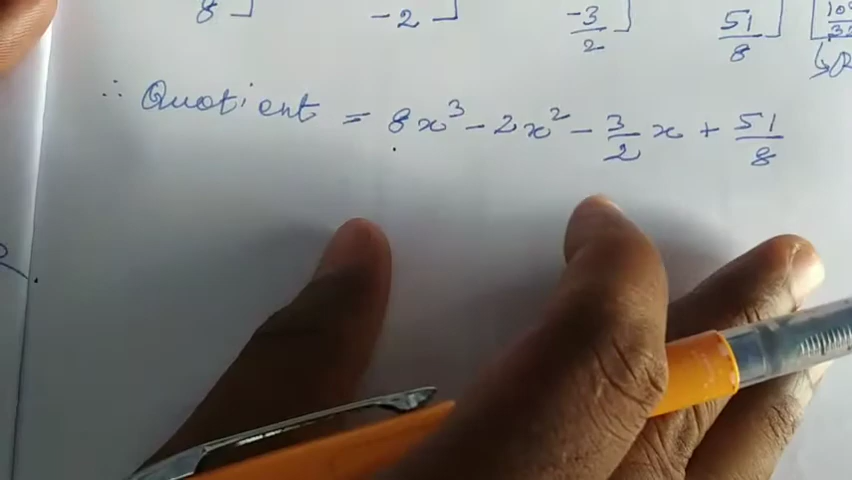 8 -2 -3/2 51/8
∴ Quotient = 8x³ - 2x² - 3/2 x + 51/8